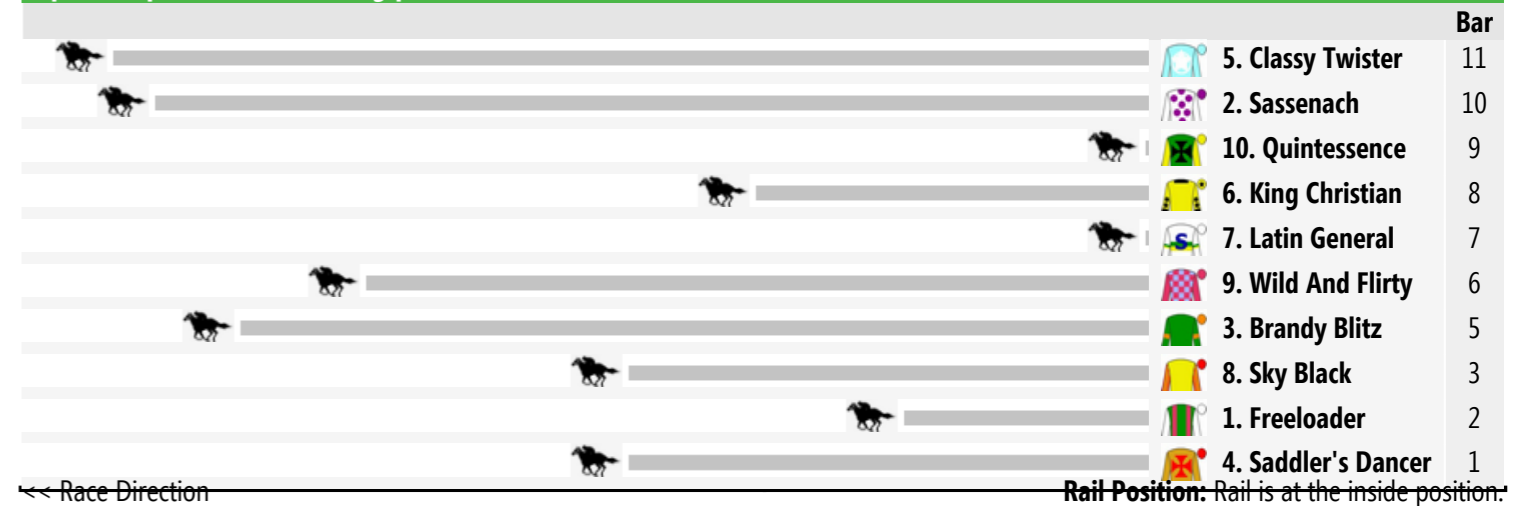 Bar
5. Classy Twister 11
2. Sassenach 10
10. Quintessence 9
6. King Christian 8
S 7. Latin General 7
9. Wild And Flirty 6
3. Brandy Blitz 5
8. Sky Black 3
1. Freeloader 2
4. Saddler's Dancer 1
<< Race Direction Rail Position: Rail is at the inside position.